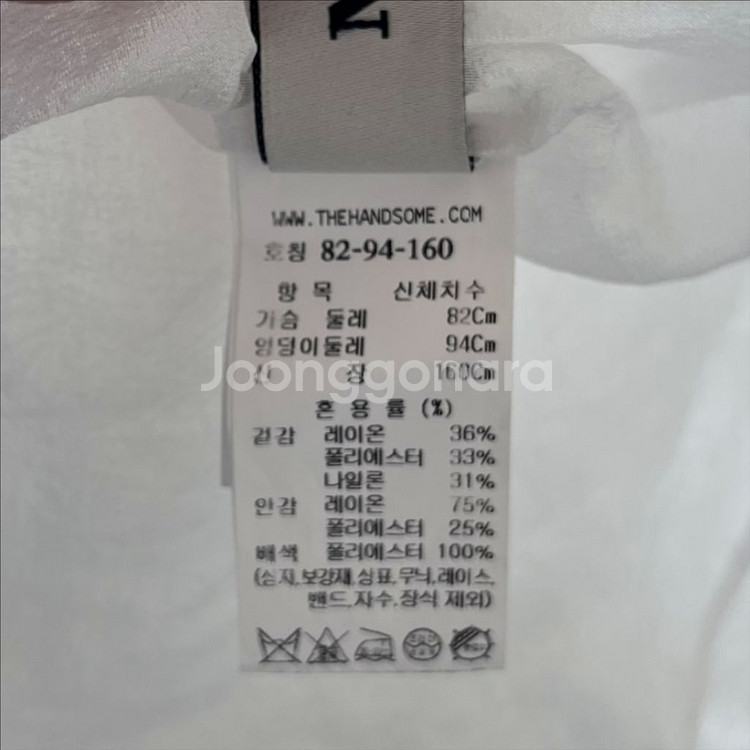 N
WWW.THEHANDSOME.COM
호칭 82-94-160
항 목 신체치수
가슴 둘레 82Cm
엉덩이둘레 94Cm
신 장 160Cm
Joonggonara
혼 용 률 (%)
겉감 레이온 36%
폴리에스터 33%
나일론 31%
안감 레이온 75%
폴리에스터 25%
배색 폴리에스터 100%
(심지,보강재,상표,무늬,레이스,
밴드,자수,장식 제외)